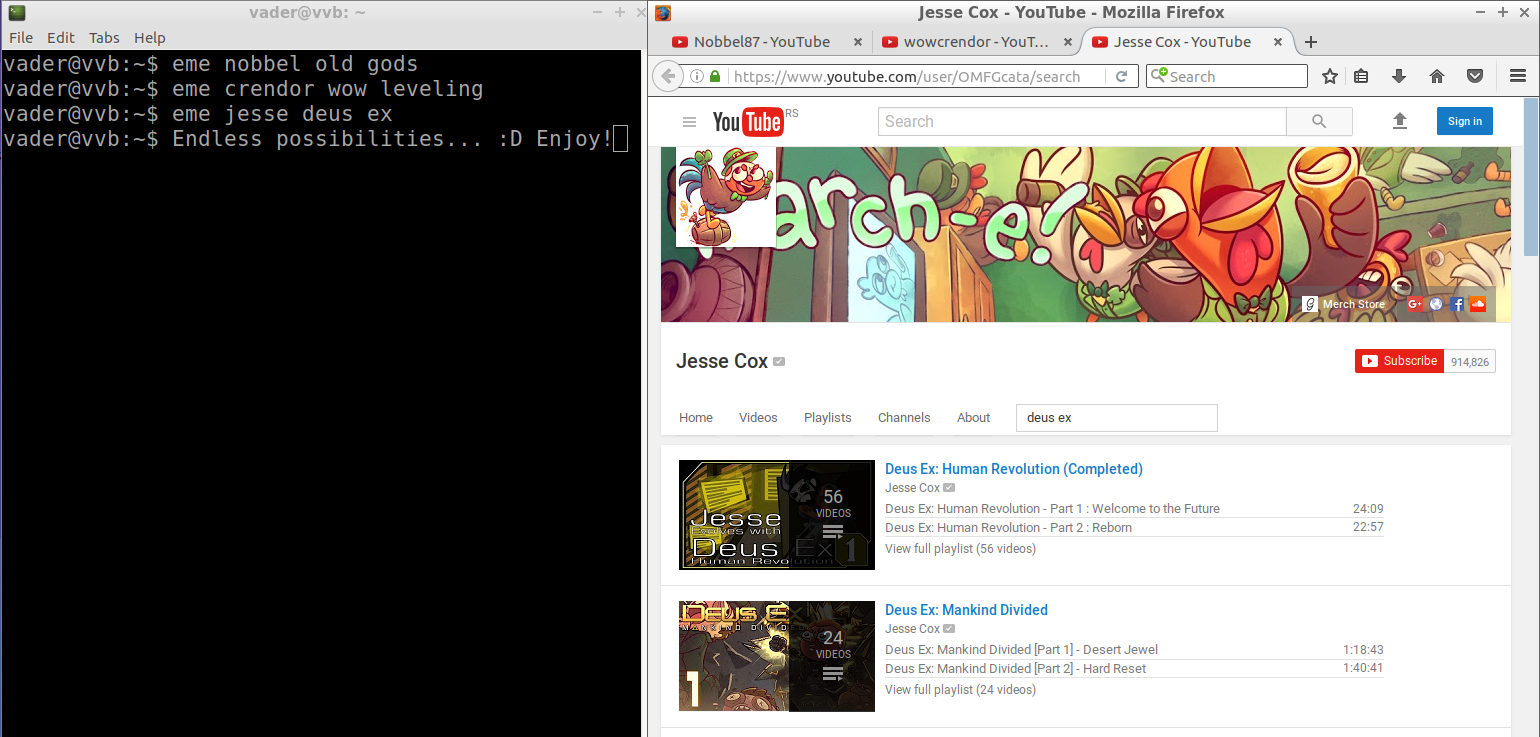 vader@vvb: ~
File Edit Tabs Help
vader@vvb:~$ eme nobbel old gods
vader@vvb:~$ eme crendor wow leveling
vader@vvb:~$ eme jesse deus ex
vader@vvb:~$ Endless possibilities... :D Enjoy!
Jesse Cox - YouTube - Mozilla Firefox
Nobbel87 - YouTube
wowcrendor - YouT...
Jesse Cox - YouTube
https://www.youtube.com/user/OMFGcata/search
Search
YouTube RS
Search
Sign in
arch-e!
Merch Store
Jesse Cox
Subscribe 914,826
Home Videos Playlists Channels About deus ex
Jesse
Evolves with
Deus Ex 1
Human Revolution
56
VIDEOS
Deus Ex: Human Revolution (Completed)
Jesse Cox
Deus Ex: Human Revolution - Part 1 : Welcome to the Future 24:09
Deus Ex: Human Revolution - Part 2 : Reborn 22:57
View full playlist (56 videos)
DEUS EX
MANKIND DIVIDED
1
24
VIDEOS
Deus Ex: Mankind Divided
Jesse Cox
Deus Ex: Mankind Divided [Part 1] - Desert Jewel 1:18:43
Deus Ex: Mankind Divided [Part 2] - Hard Reset 1:40:41
View full playlist (24 videos)